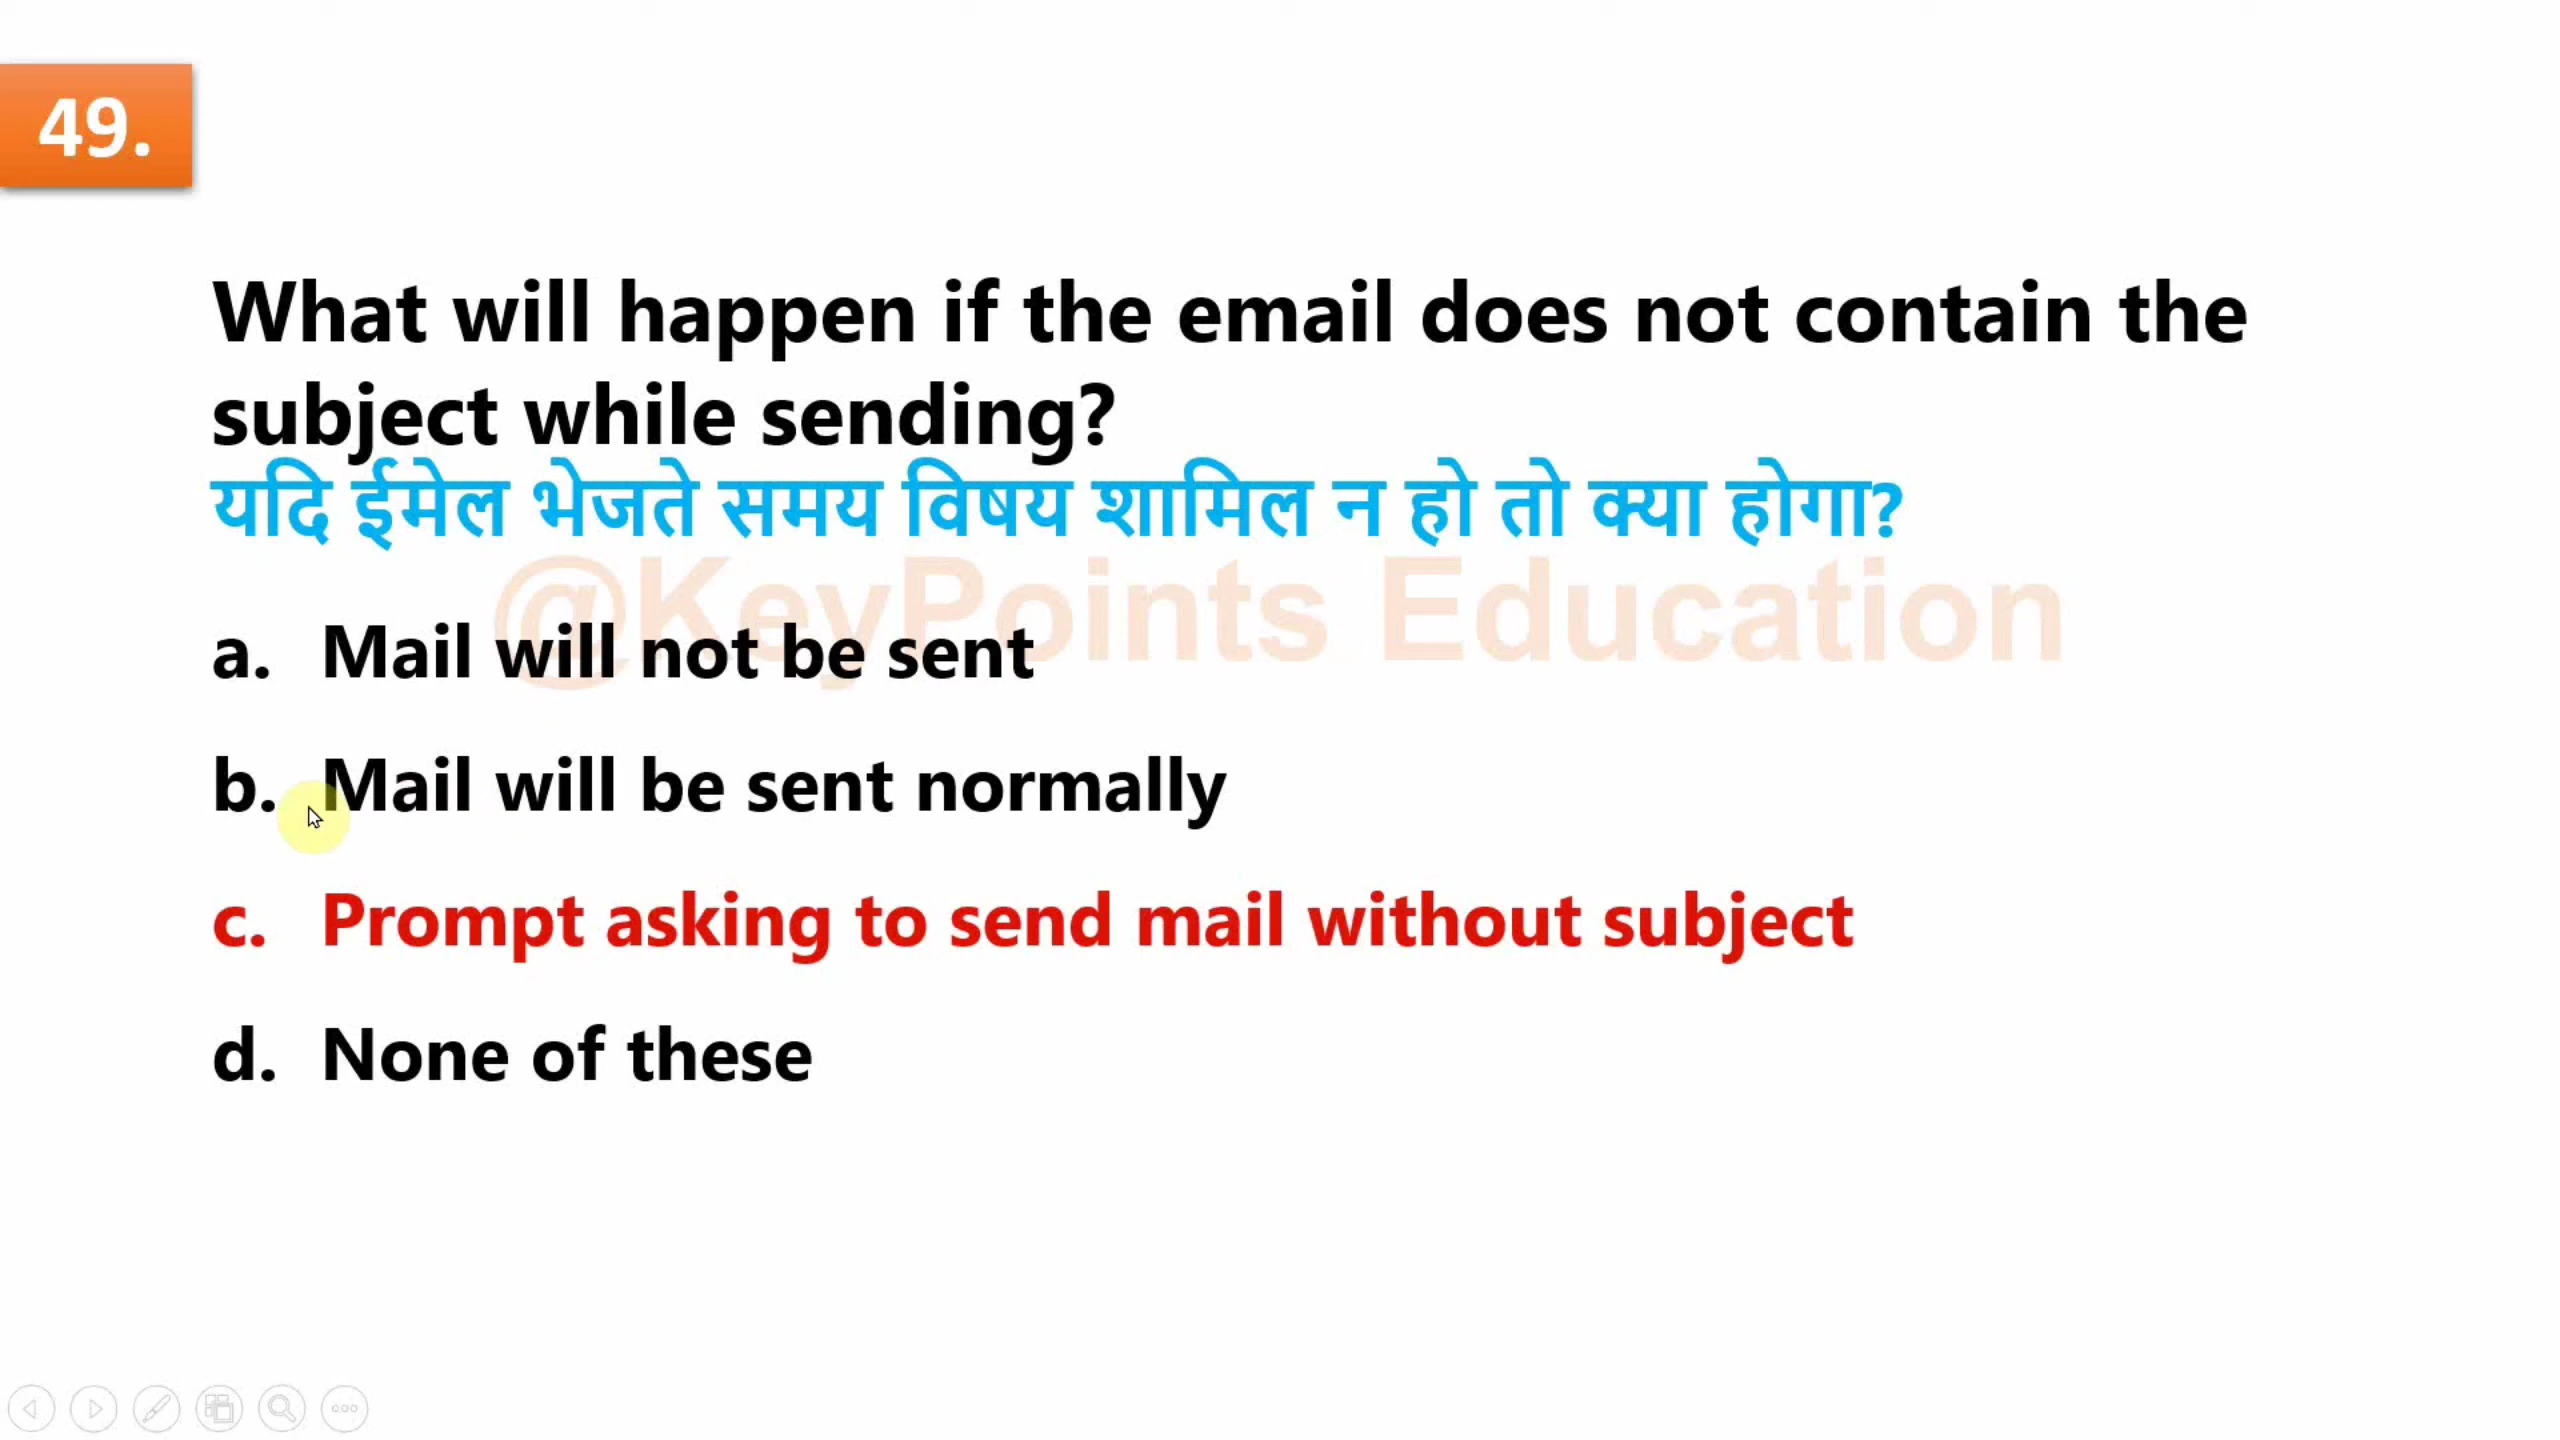 49.
What will happen if the email does not contain the
subject while sending?
यदि ईमेल भेजते समय विषय शामिल न हो तो क्या होगा?
@KeyPoints Education
a. Mail will not be sent
b. Mail will be sent normally
c. Prompt asking to send mail without subject
d. None of these